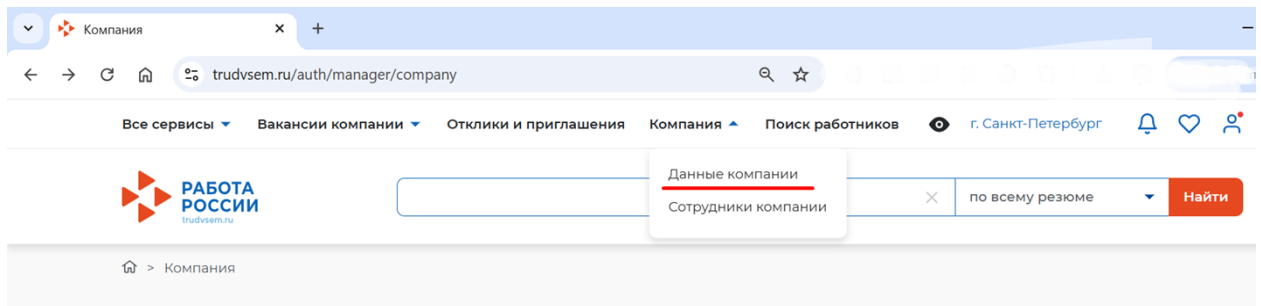 Компания
trudvsem.ru/auth/manager/company
Все сервисы Вакансии компании Отклики и приглашения Компания Поиск работников г. Санкт-Петербург
Данные компании
Сотрудники компании
РАБОТА
РОССИИ
trudvsem.ru
по всему резюме Найти
> Компания